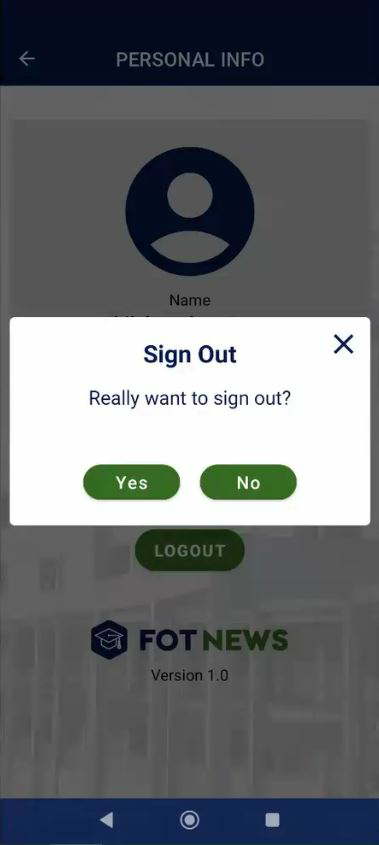 PERSONAL INFO
Name
Sign Out
Really want to sign out?
Yes No
LOGOUT
FOT NEWS
Version 1.0